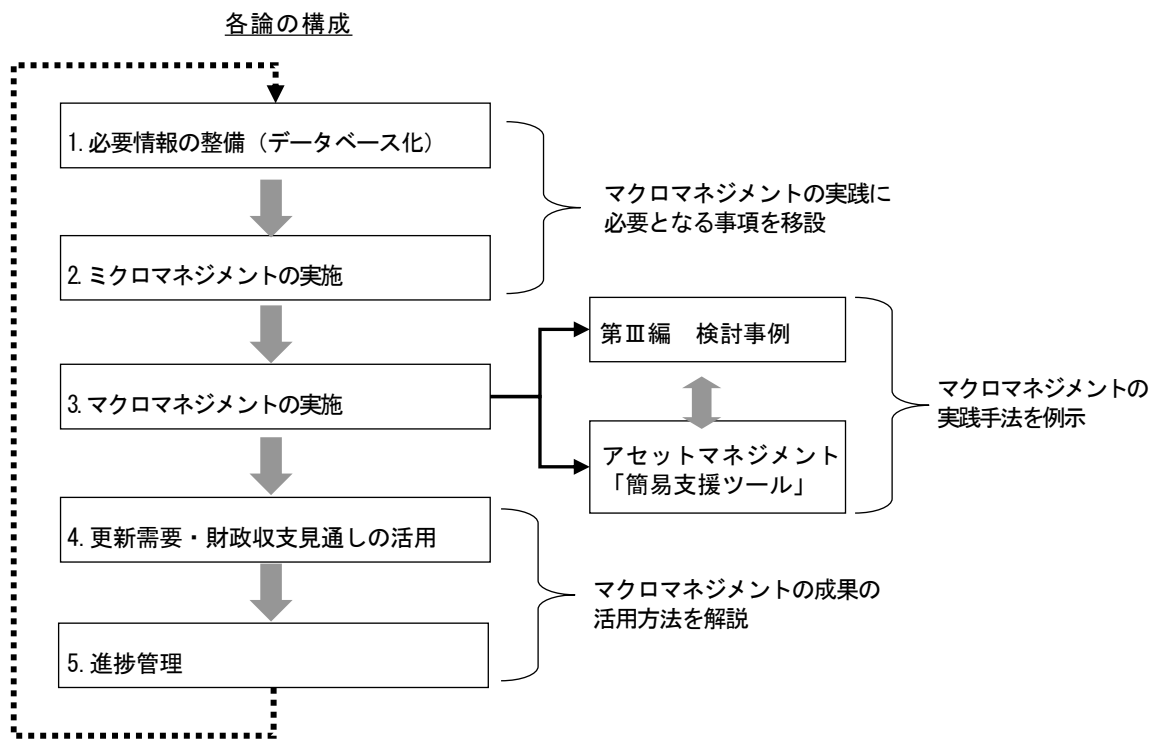 各論の構成
1.必要情報の整備（データベース化）
マクロマネジメントの実践に
必要となる事項を移設
2.ミクロマネジメントの実施
第Ⅲ編　検討事例
3.マクロマネジメントの実施
マクロマネジメントの
実践手法を例示
アセットマネジメント
「簡易支援ツール」
4.更新需要・財政収支見通しの活用
マクロマネジメントの成果の
活用方法を解説
5.進捗管理